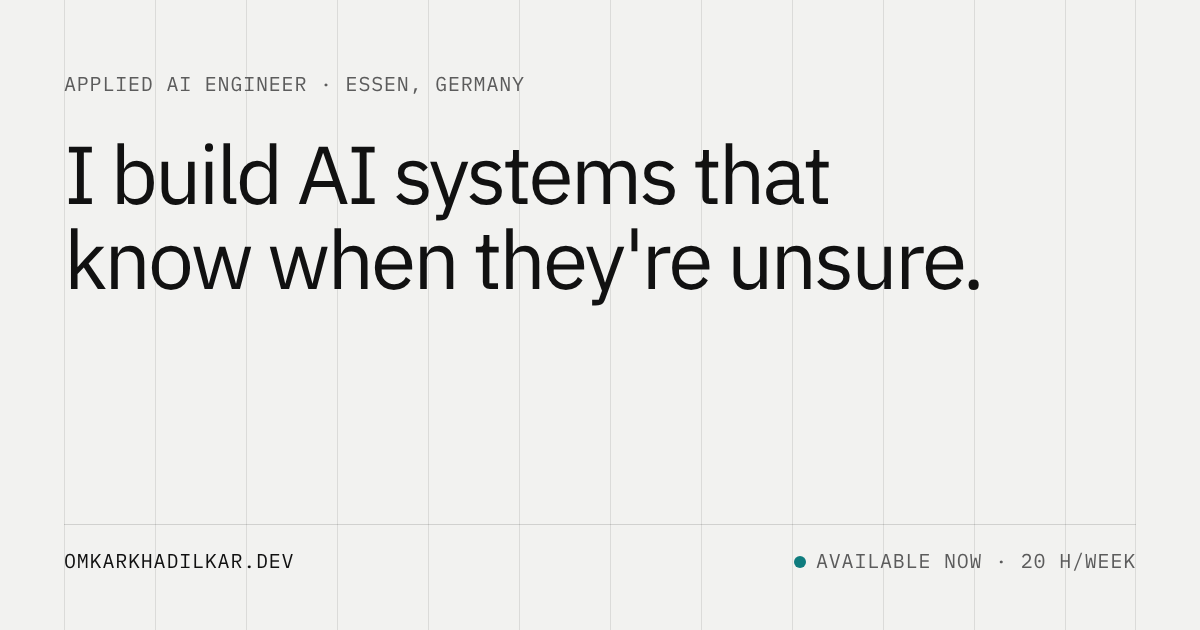 APPLIED AI ENGINEER · ESSEN, GERMANY
I build AI systems that
know when they're unsure.
OMKARKHADILKAR.DEV
AVAILABLE NOW · 20 H/WEEK